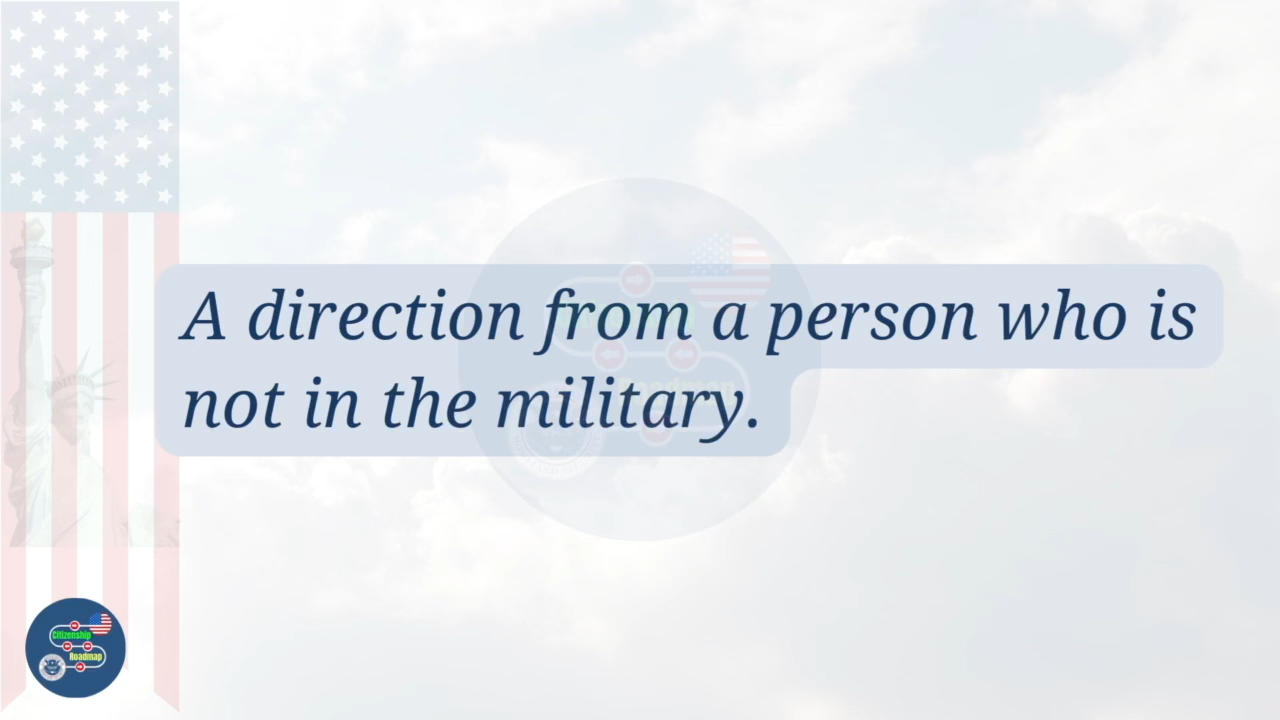 A direction from a person who is
not in the military.
Citizenship
Roadmap